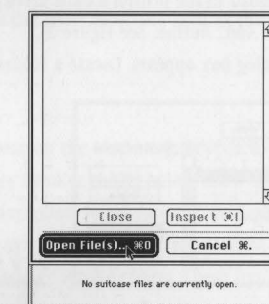 Close Inspect ⌘I
Open File(s)... ⌘O Cancel ⌘.
No suitcase files are currently open.